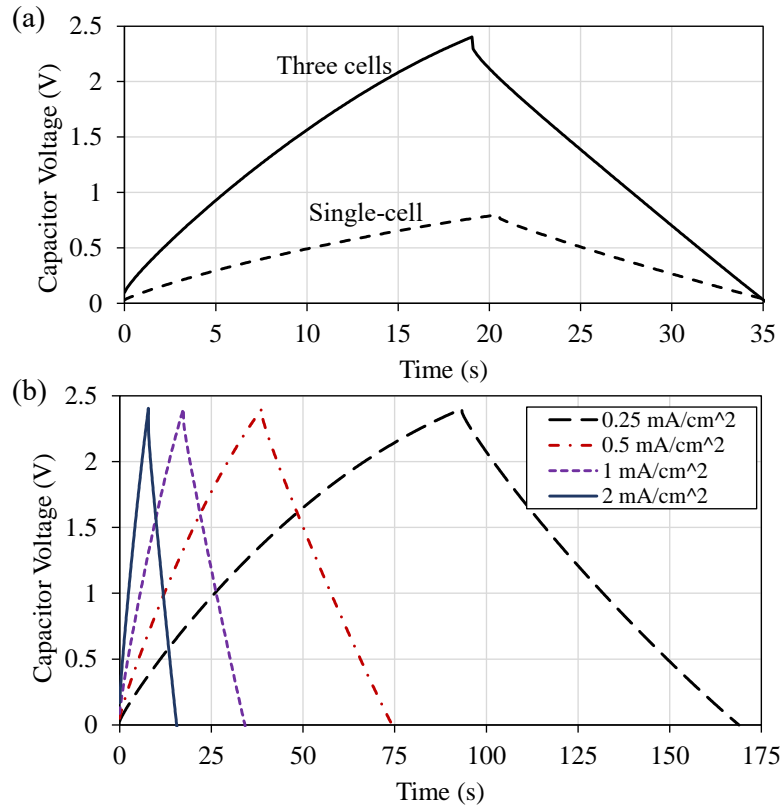 (a)
Capacitor Voltage (V)
2.5
2
1.5
1
0.5
0
Three cells
Single-cell
0 5 10 15 20 25 30 35
Time (s)
(b)
Capacitor Voltage (V)
2.5
2
1.5
1
0.5
0
0.25 mA/cm^2
0.5 mA/cm^2
1 mA/cm^2
2 mA/cm^2
0 25 50 75 100 125 150 175
Time (s)